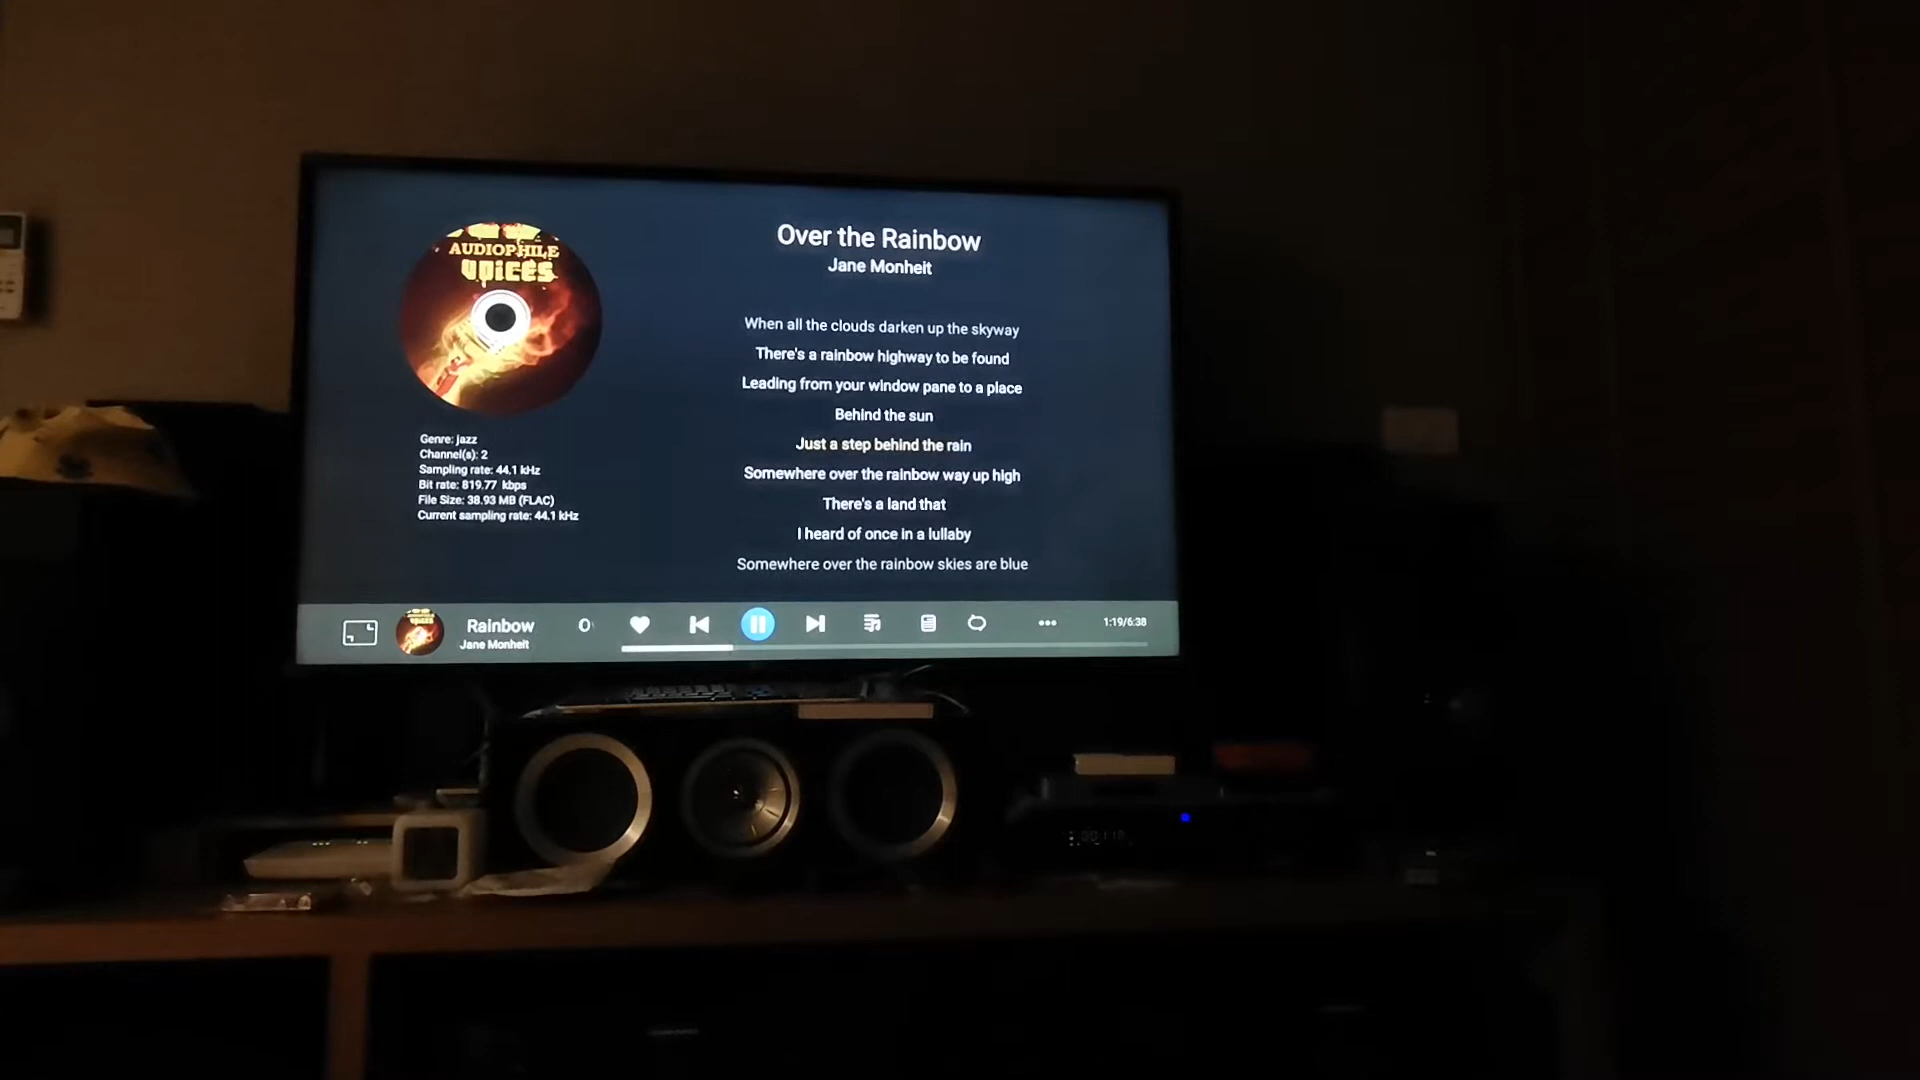 AUDIOPHILE
VOICES
Genre: jazz
Channel(s): 2
Sampling rate: 44.1 kHz
Bit rate: 819.77 kbps
File Size: 38.93 MB (FLAC)
Current sampling rate: 44.1 kHz
Over the Rainbow
Jane Monheit
When all the clouds darken up the skyway
There's a rainbow highway to be found
Leading from your window pane to a place
Behind the sun
Just a step behind the rain
Somewhere over the rainbow way up high
There's a land that
I heard of once in a lullaby
Somewhere over the rainbow skies are blue
Rainbow O
Jane Monheit
1:19/6:38